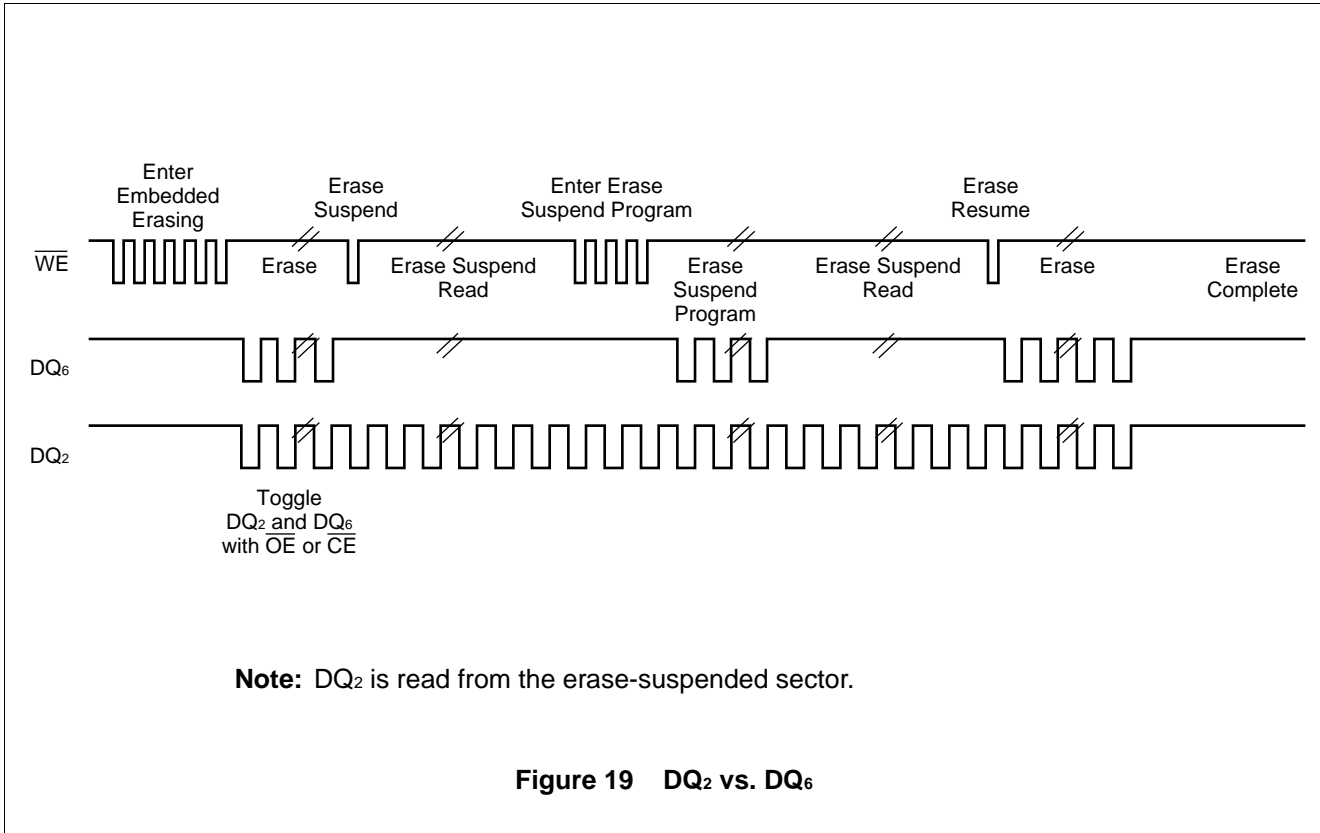 Enter
Embedded
Erasing
Erase
Suspend
Enter Erase
Suspend Program
Erase
Resume
WE
Erase
Erase Suspend
Read
Erase
Suspend
Program
Erase Suspend
Read
Erase
Erase
Complete
DQ6
DQ2
Toggle
DQ2 and DQ6
with OE or CE
Note: DQ2 is read from the erase-suspended sector.
Figure 19 DQ2 vs. DQ6